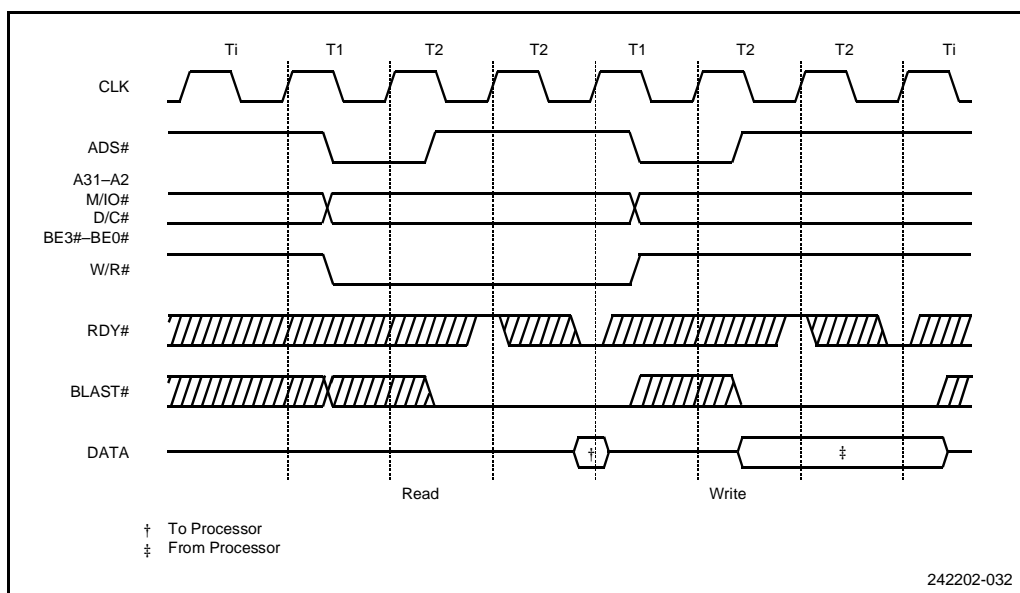 Ti T1 T2 T2 T1 T2 T2 Ti
CLK
ADS#
A31–A2
M/IO#
D/C#
BE3#–BE0#
W/R#
RDY#
BLAST#
DATA † ‡
Read Write
† To Processor
‡ From Processor
242202-032